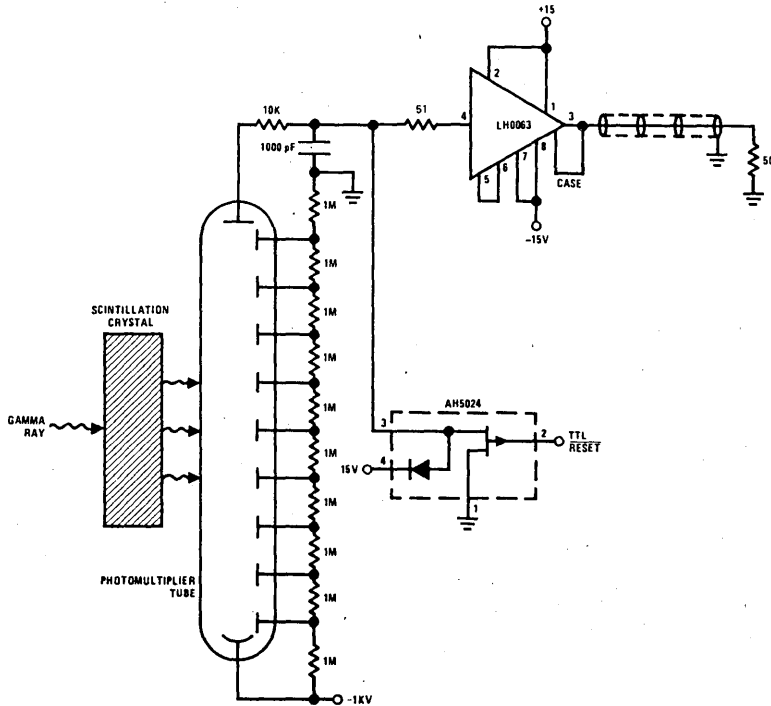 +15
2
10K
51
4
LH0063
1
3
1000 pF
5
6
7
8
CASE
50
-15V
1M
1M
1M
1M
SCINTILLATION
CRYSTAL
1M
GAMMA
RAY
1M
AH5024
3
2
TTL
RESET
15V
4
1
1M
1M
PHOTOMULTIPLIER
TUBE
1M
1M
-1KV